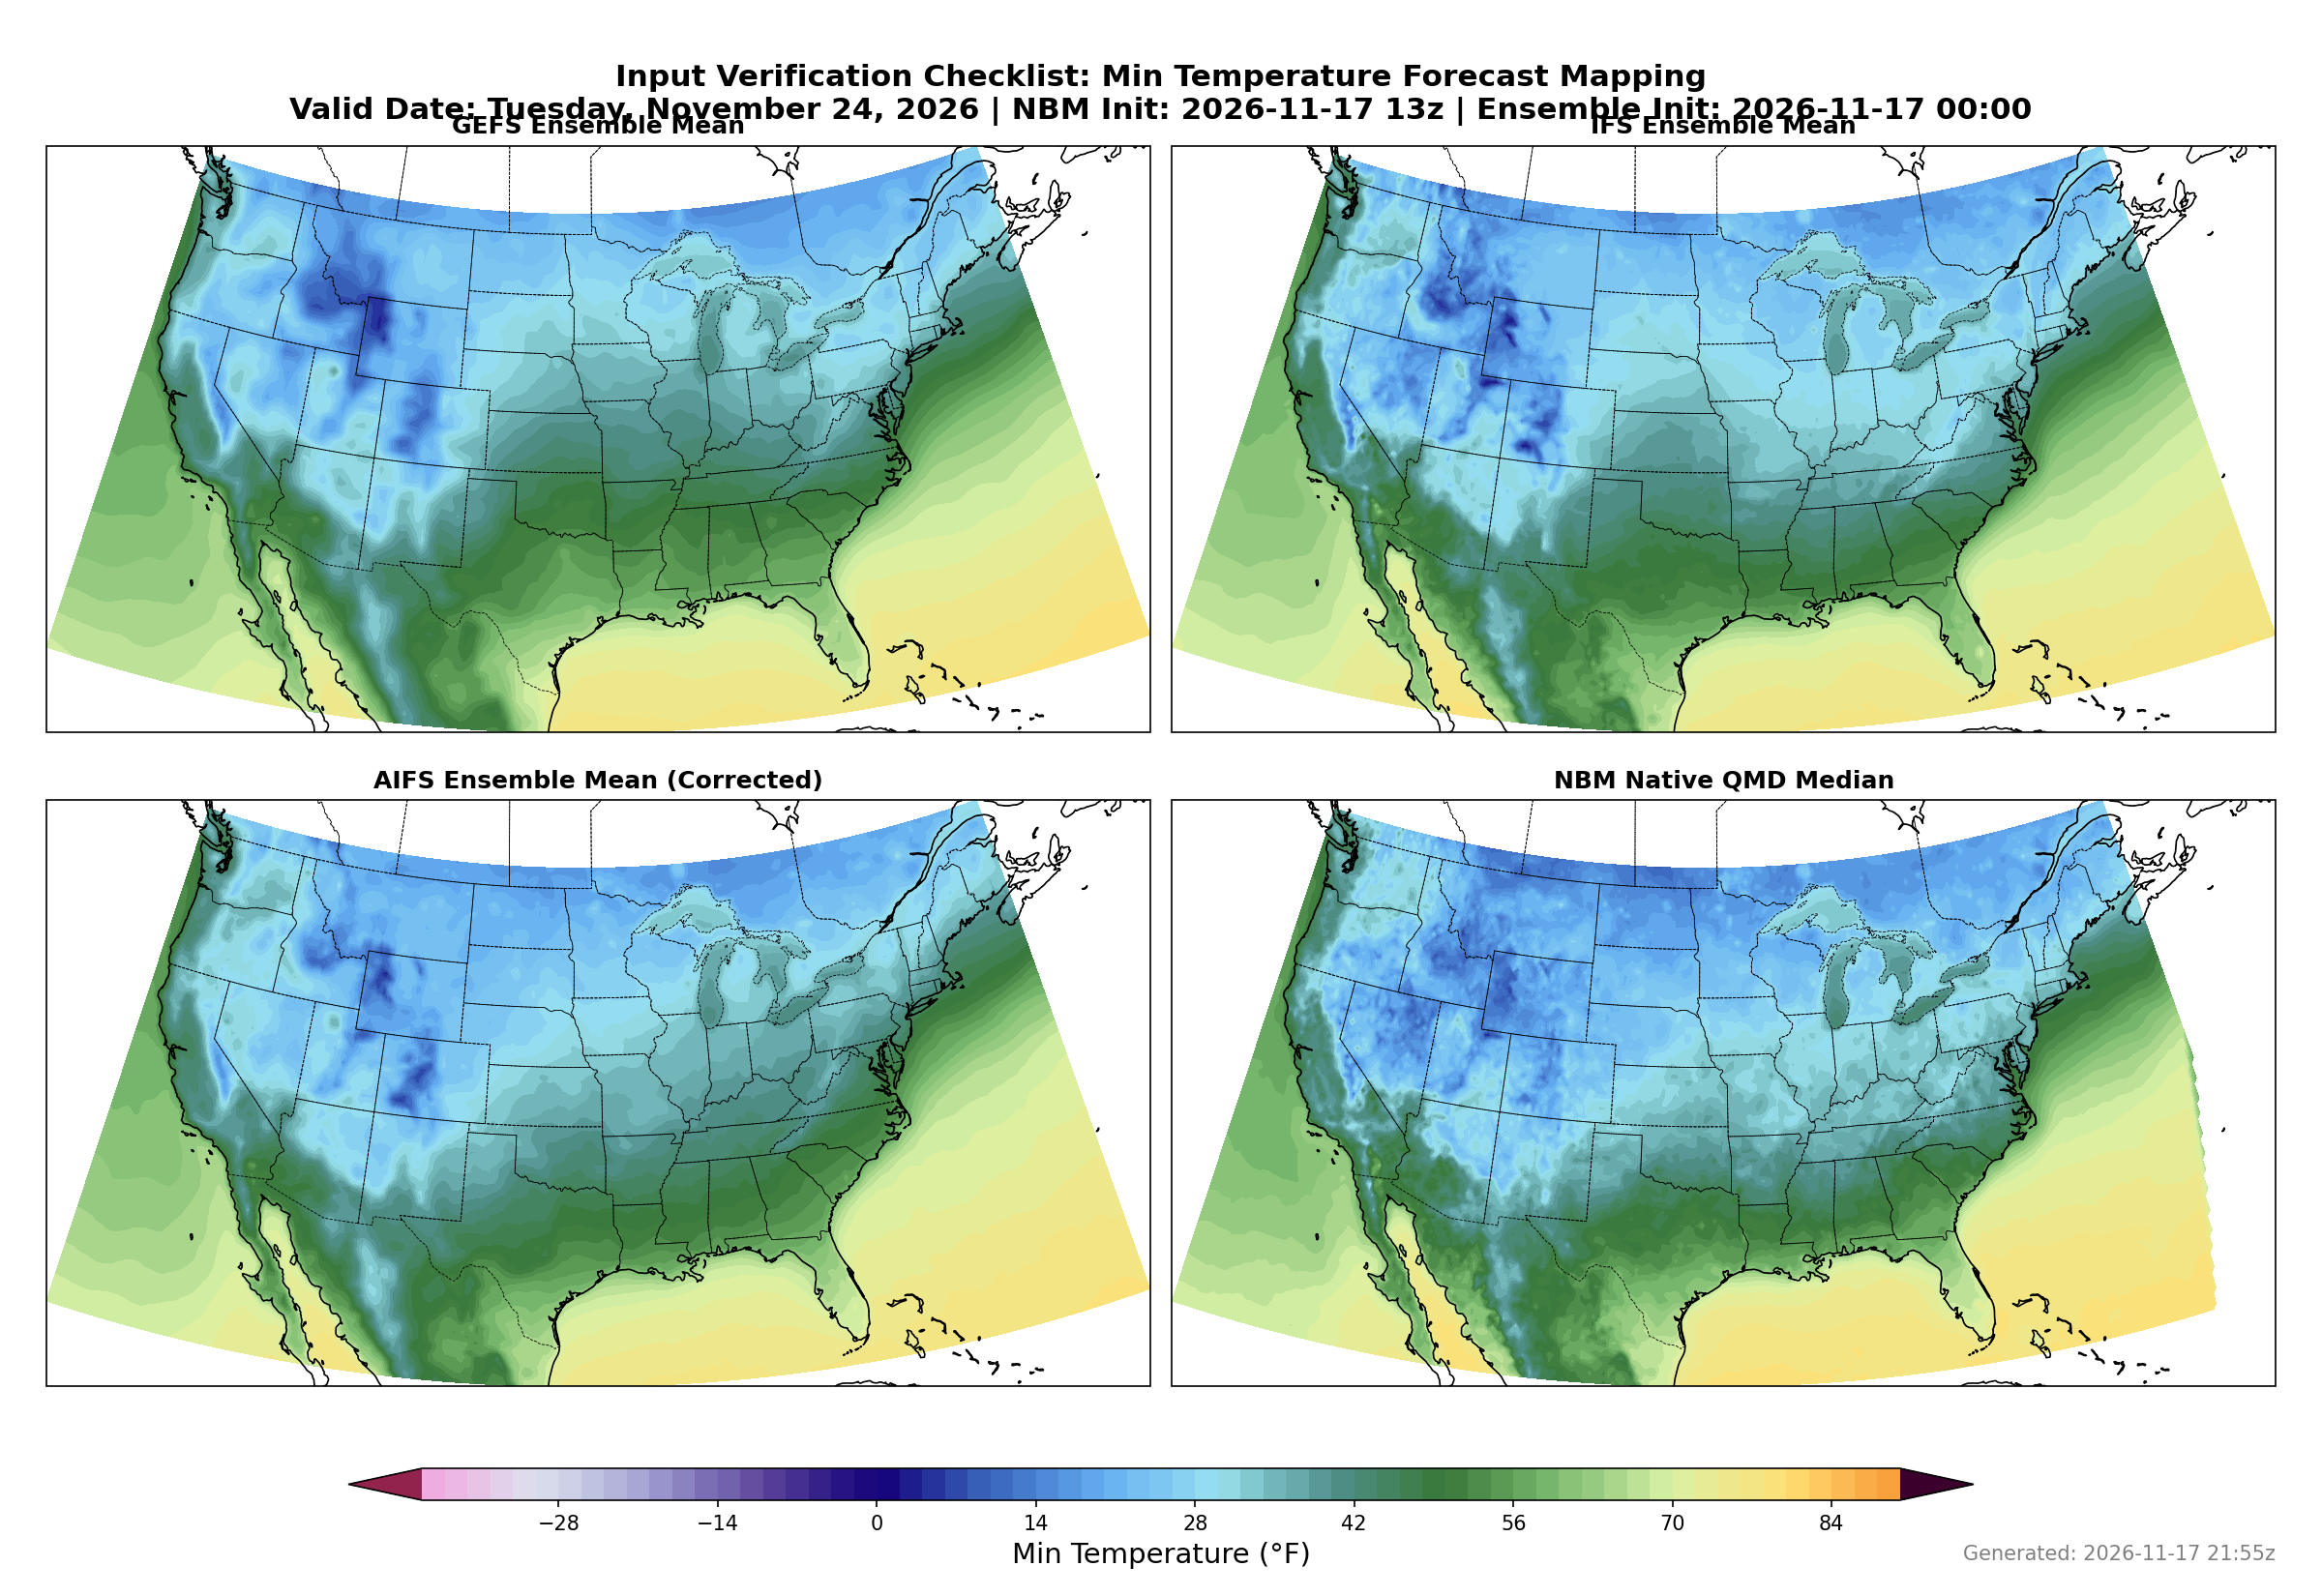 Input Verification Checklist: Min Temperature Forecast Mapping
Valid Date: Tuesday, November 24, 2026 | NBM Init: 2026-11-17 13z | Ensemble Init: 2026-11-17 00:00
GEFS Ensemble Mean
IFS Ensemble Mean
AIFS Ensemble Mean (Corrected)
NBM Native QMD Median
−28 −14 0 14 28 42 56 70 84
Min Temperature (°F)
Generated: 2026-11-17 21:55z